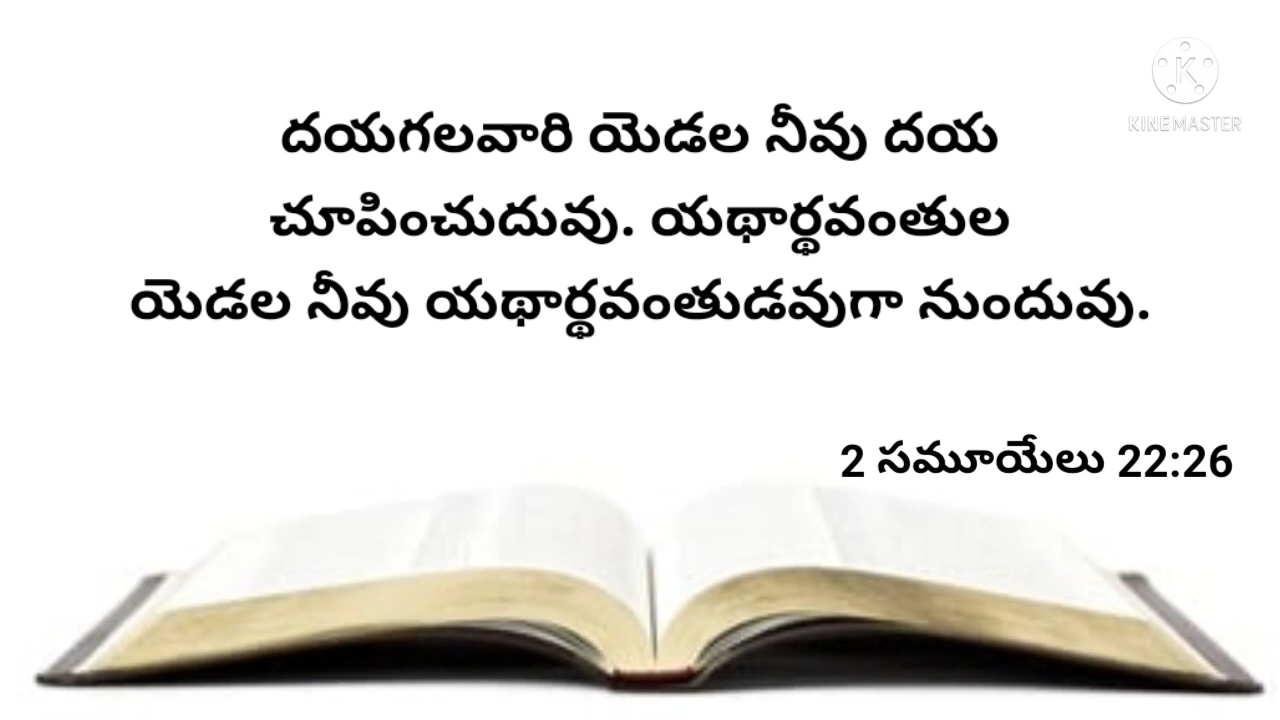 KINEMASTER
దయగలవారి యెడల నీవు దయ
చూపించుదువు. యథార్థవంతుల
యెడల నీవు యథార్థవంతుడవుగా నుందువు.
2 సమూయేలు 22:26